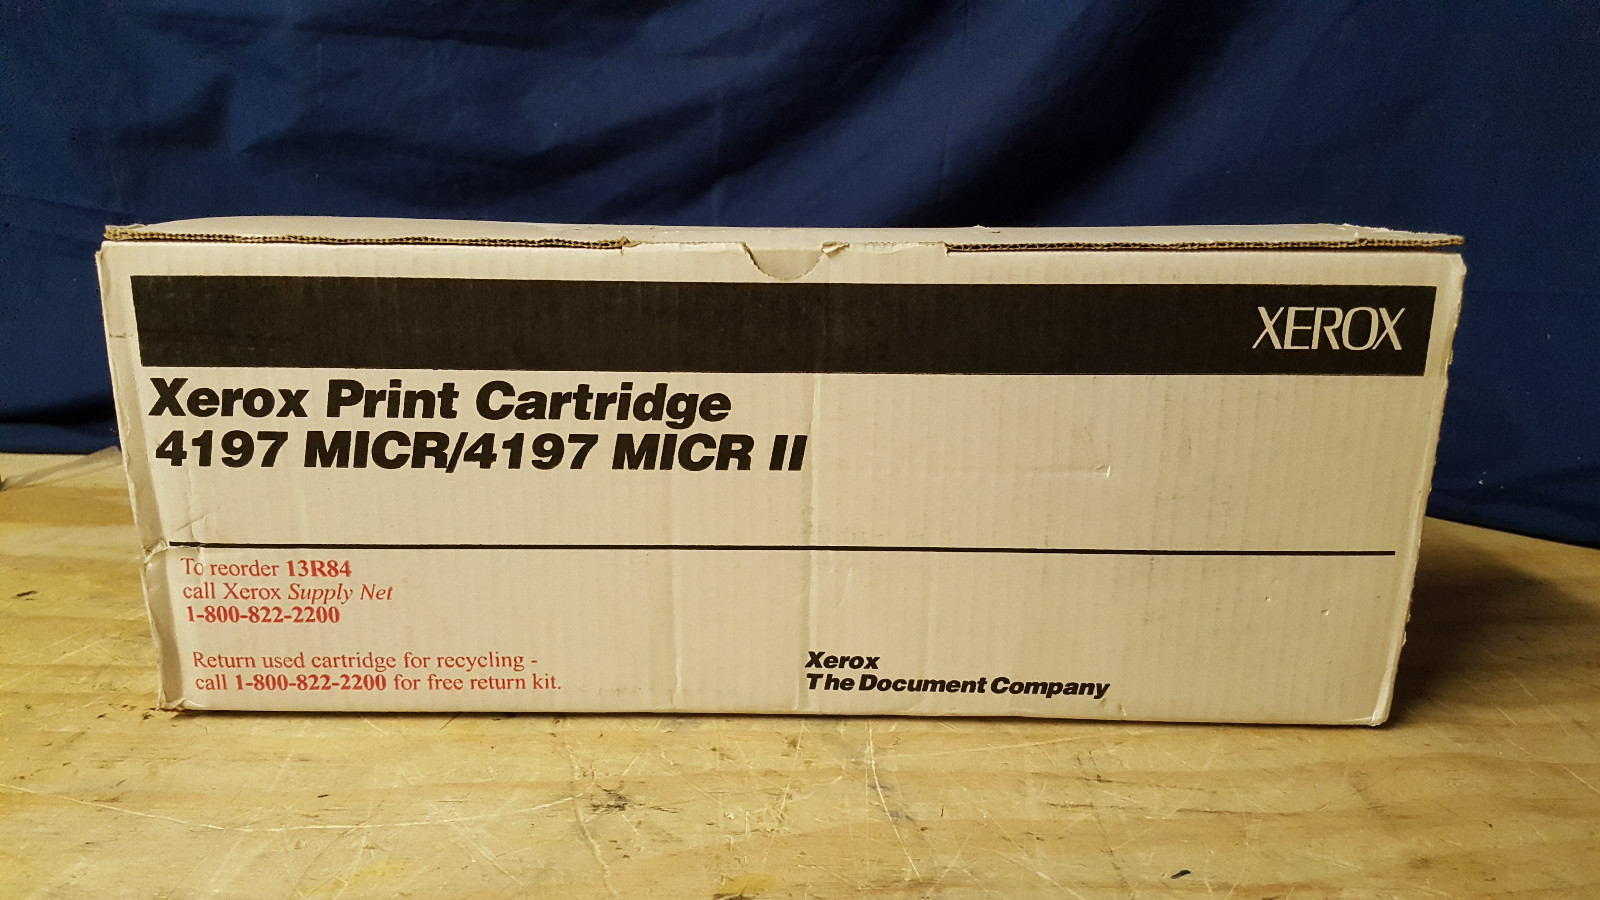 XEROX
Xerox Print Cartridge
4197 MICR/4197 MICR II
To reorder 13R84
call Xerox Supply Net
1-800-822-2200
Return used cartridge for recycling -
call 1-800-822-2200 for free return kit.
Xerox
The Document Company